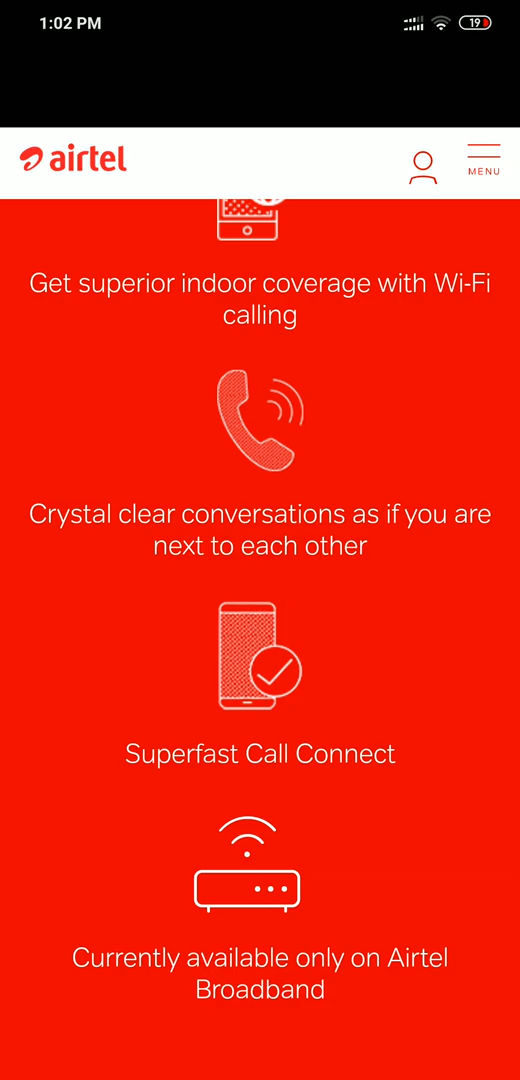 1:02 PM
19
airtel
MENU
Get superior indoor coverage with Wi-Fi
calling
Crystal clear conversations as if you are
next to each other
Superfast Call Connect
Currently available only on Airtel
Broadband